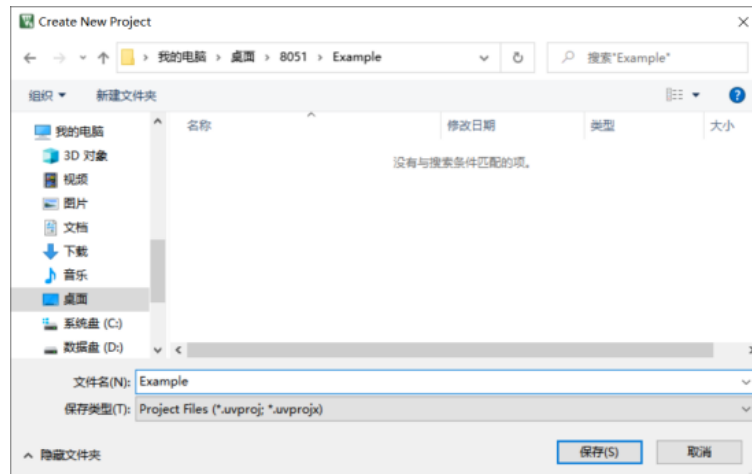 Create New Project
我的电脑 › 桌面 › 8051 › Example
搜索"Example"
组织 新建文件夹
名称 修改日期 类型 大小
没有与搜索条件匹配的项。
我的电脑
3D 对象
视频
图片
文档
下载
音乐
桌面
系统盘 (C:)
数据盘 (D:)
文件名(N): Example
保存类型(T): Project Files (*.uvproj; *.uvprojx)
隐藏文件夹 保存(S) 取消